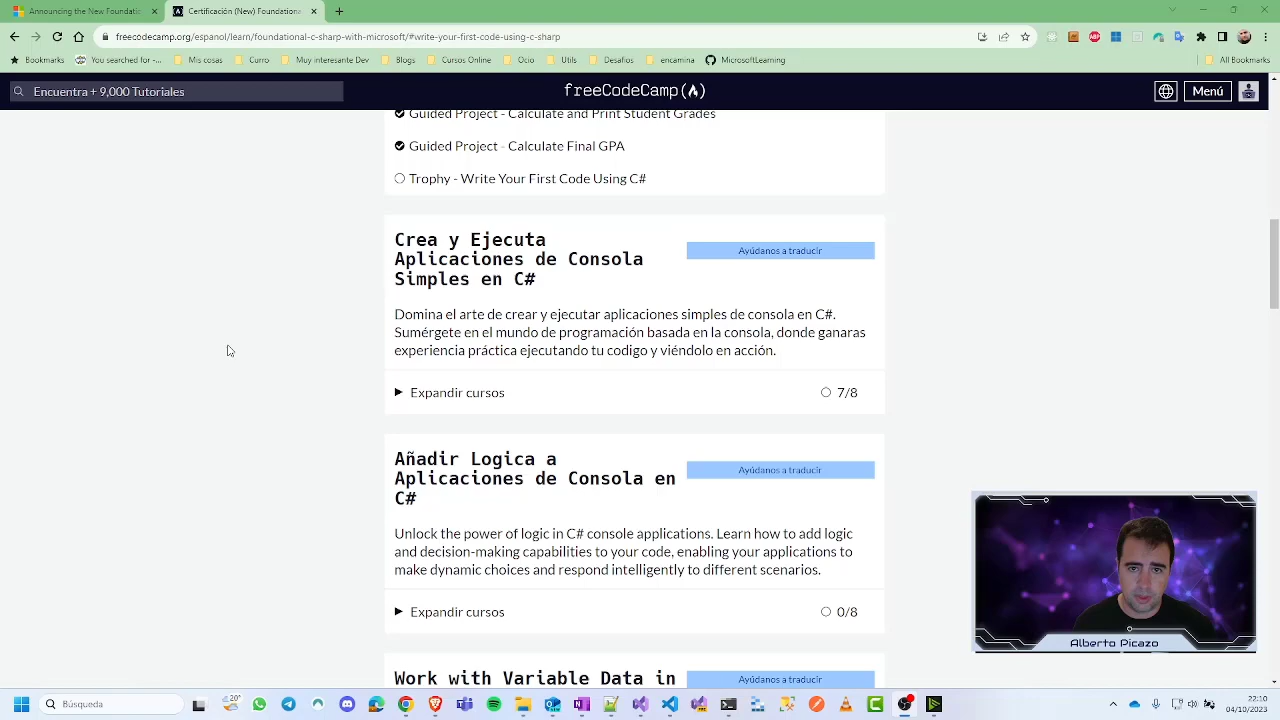 Announcing the New Foundatic
Certificación (New) Foundationa
freecodecamp.org/espanol/learn/foundational-c-sharp-with-microsoft/#write-your-first-code-using-c-sharp
Bookmarks
You searched for -...
Mis cosas
Curro
Muy interesante Dev
Blogs
Cursos Online
Ocio
Utils
Desafios
encamina
MicrosoftLearning
All Bookmarks
Encuentra + 9,000 Tutoriales
freeCodeCamp
Menú
Guided Project - Calculate and Print Student Grades
Guided Project - Calculate Final GPA
Trophy - Write Your First Code Using C#
Crea y Ejecuta
Aplicaciones de Consola
Simples en C#
Ayúdanos a traducir
Domina el arte de crear y ejecutar aplicaciones simples de consola en C#.
Sumérgete en el mundo de programación basada en la consola, donde ganaras
experiencia práctica ejecutando tu codigo y viéndolo en acción.
Expandir cursos
7/8
Añadir Logica a
Aplicaciones de Consola en
C#
Ayúdanos a traducir
Unlock the power of logic in C# console applications. Learn how to add logic
and decision-making capabilities to your code, enabling your applications to
make dynamic choices and respond intelligently to different scenarios.
Expandir cursos
0/8
Work with Variable Data in
Ayúdanos a traducir
Alberto Picazo
Búsqueda
20°
22:10
04/10/2023